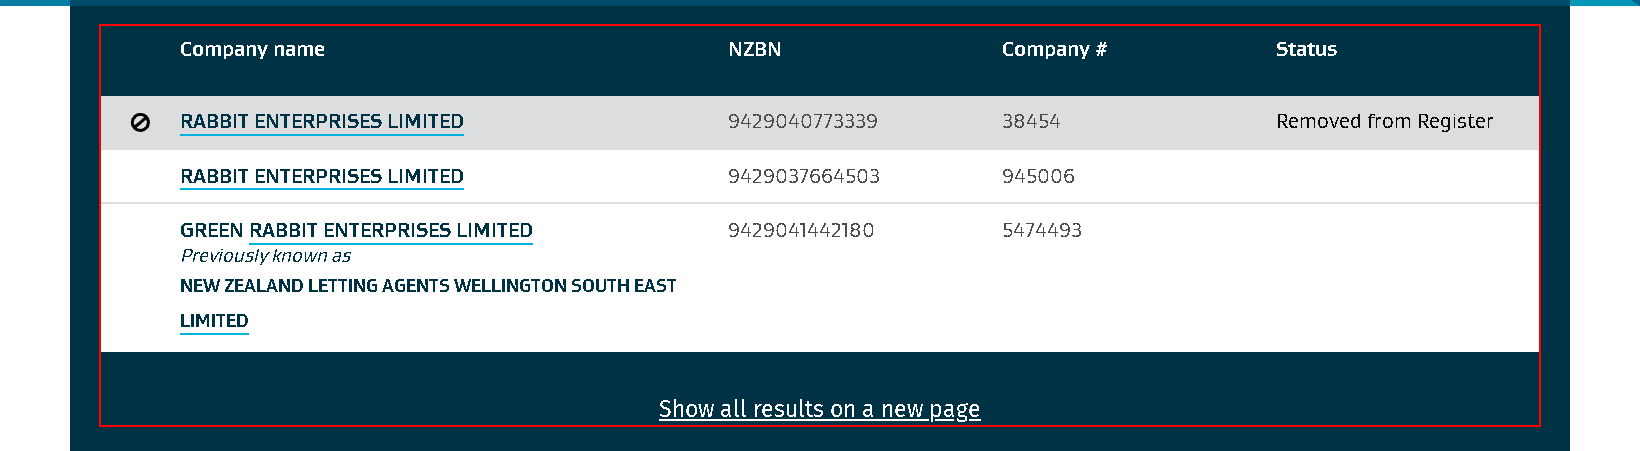 Company name NZBN Company # Status
RABBIT ENTERPRISES LIMITED 9429040773339 38454 Removed from Register
RABBIT ENTERPRISES LIMITED 9429037664503 945006
GREEN RABBIT ENTERPRISES LIMITED 9429041442180 5474493
Previously known as
NEW ZEALAND LETTING AGENTS WELLINGTON SOUTH EAST
LIMITED
Show all results on a new page